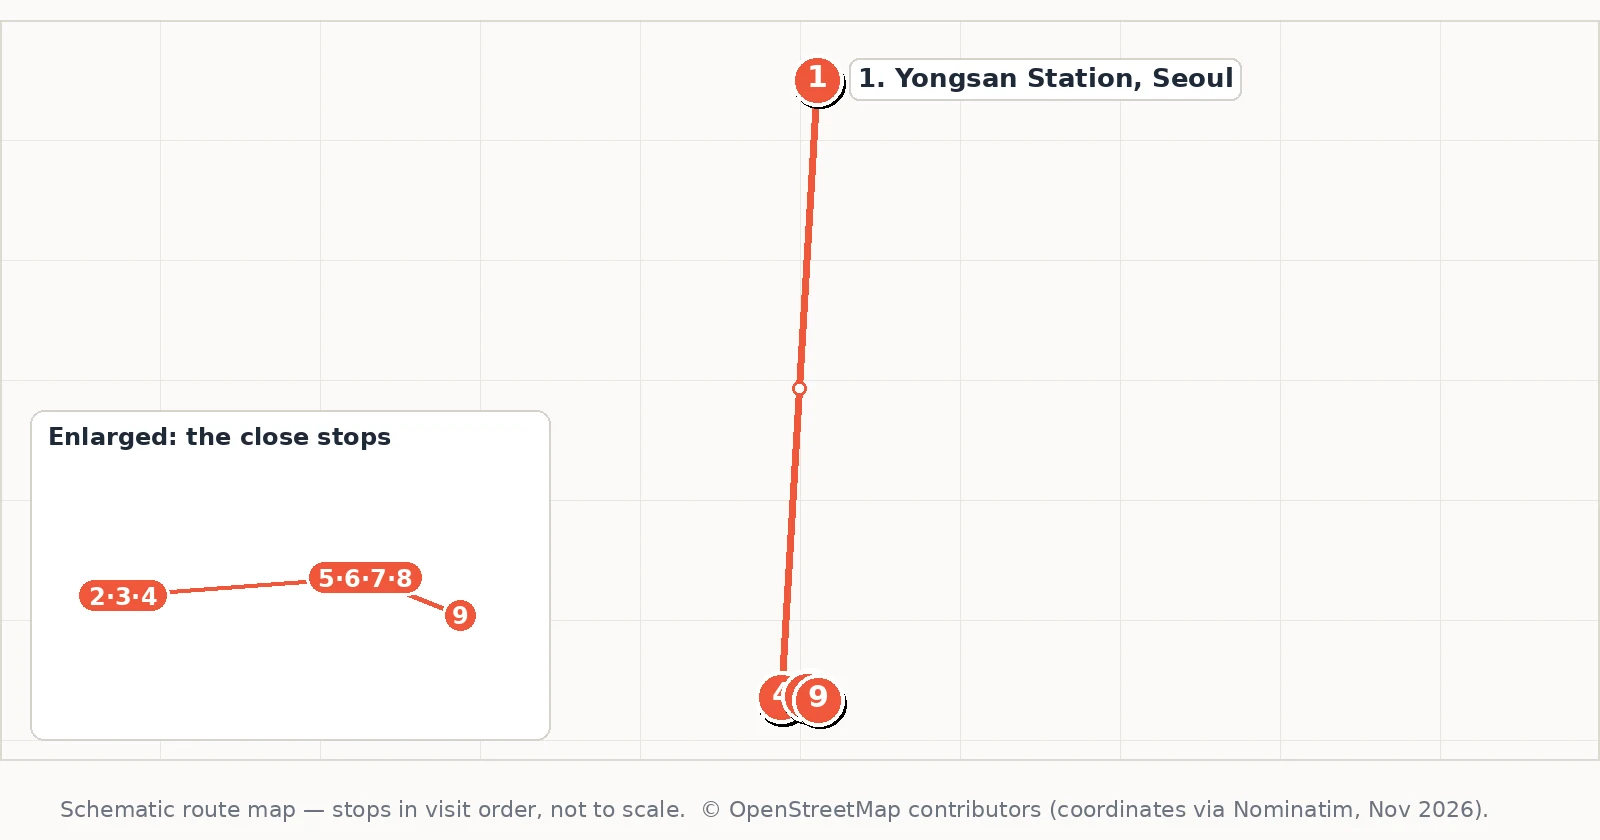 1
1. Yongsan Station, Seoul
Enlarged: the close stops
2·3·4
5·6·7·8
9
4
9
Schematic route map — stops in visit order, not to scale. © OpenStreetMap contributors (coordinates via Nominatim, Nov 2026).